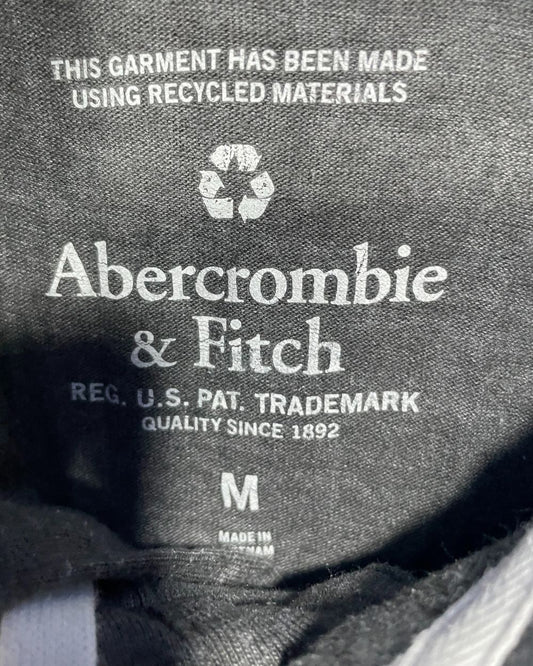 THIS GARMENT HAS BEEN MADE
USING RECYCLED MATERIALS
Abercrombie
& Fitch
REG. U.S. PAT. TRADEMARK
QUALITY SINCE 1892
M
MADE IN